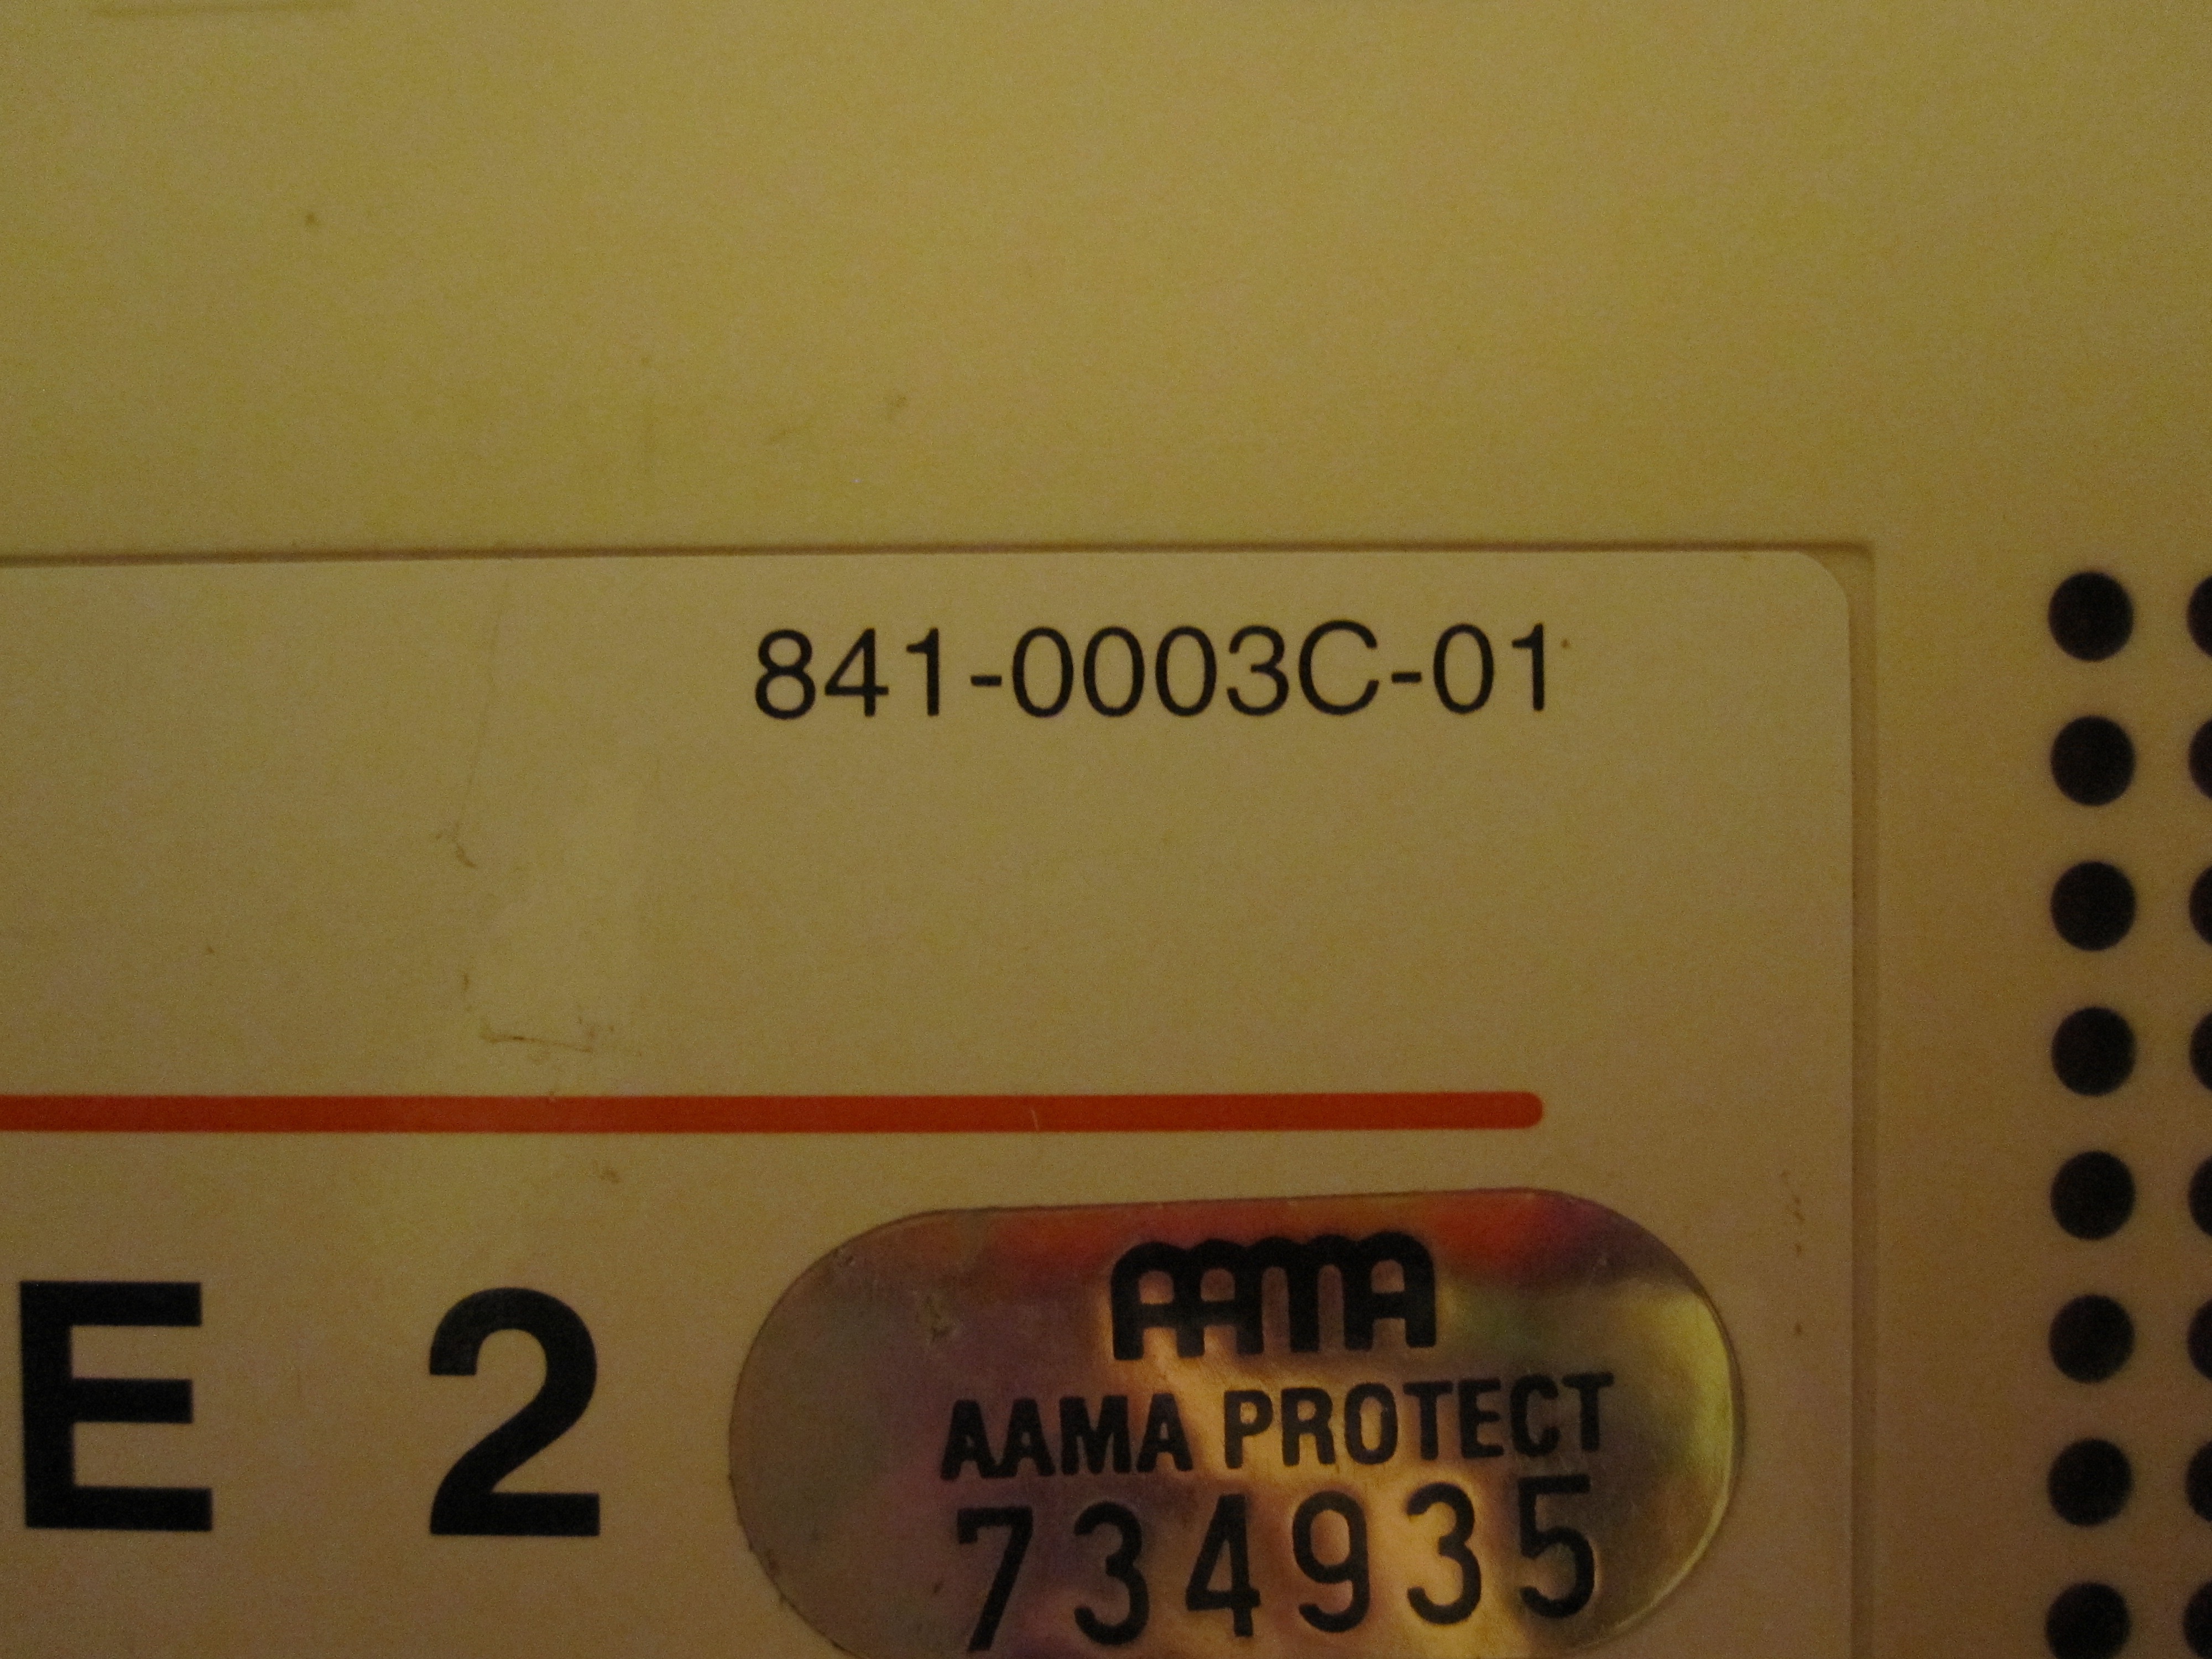 841-0003C-01
E 2
AAMA
AAMA PROTECT
734935